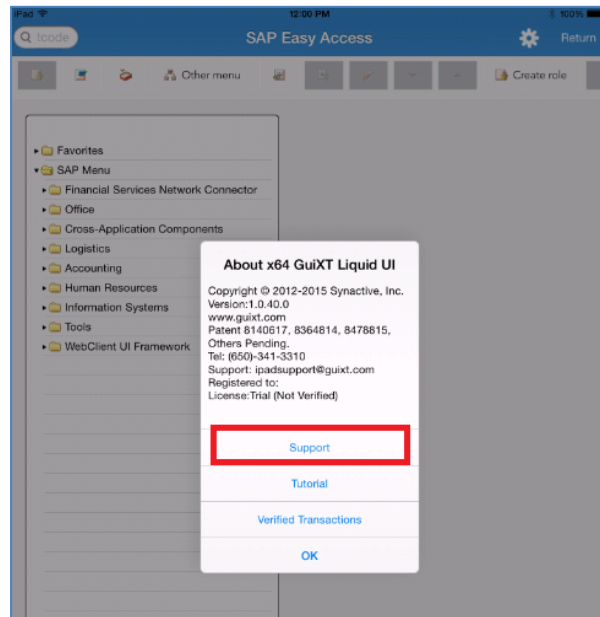 iPad 12:00 PM 100%
tcode SAP Easy Access Return
Other menu Create role
Favorites
SAP Menu
Financial Services Network Connector
Office
Cross-Application Components
Logistics
Accounting
Human Resources
Information Systems
Tools
WebClient UI Framework
About x64 GuiXT Liquid UI
Copyright © 2012-2015 Synactive, Inc.
Version:1.0.40.0
www.guixt.com
Patent 8140617, 8364814, 8478815,
Others Pending.
Tel: (650)-341-3310
Support: ipadsupport@guixt.com
Registered to:
License:Trial (Not Verified)
Support
Tutorial
Verified Transactions
OK